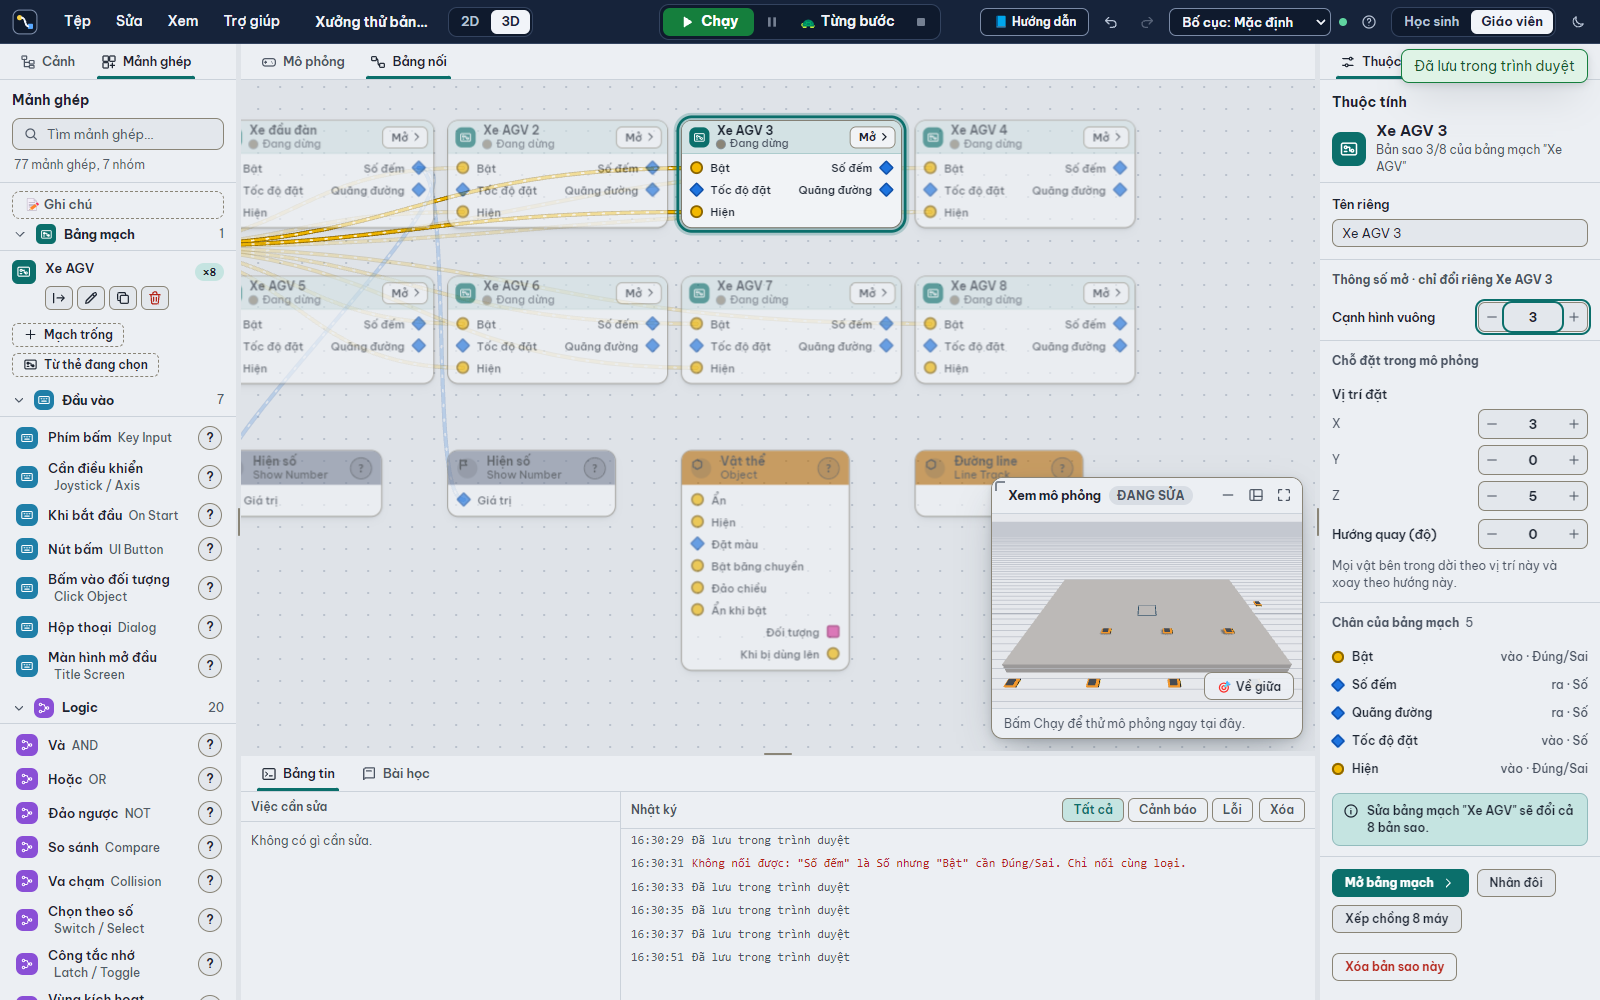 Tệp
Sửa
Xem
Trợ giúp
Xưởng thử bản...
2D
3D
Chạy
Từng bước
Hướng dẫn
Bố cục: Mặc định
Học sinh
Giáo viên
Cảnh
Mảnh ghép
Mô phỏng
Bảng nối
Thuộc
Đã lưu trong trình duyệt
Mảnh ghép
Tìm mảnh ghép...
77 mảnh ghép, 7 nhóm
Ghi chú
Bảng mạch 1
Xe AGV ×8
Mạch trống
Từ thẻ đang chọn
Đầu vào 7
Phím bấm Key Input ?
Cần điều khiển
Joystick / Axis ?
Khi bắt đầu On Start ?
Nút bấm UI Button ?
Bấm vào đối tượng
Click Object ?
Hộp thoại Dialog ?
Màn hình mở đầu
Title Screen ?
Logic 20
Và AND ?
Hoặc OR ?
Đảo ngược NOT ?
So sánh Compare ?
Va chạm Collision ?
Chọn theo số
Switch / Select ?
Công tắc nhớ
Latch / Toggle ?
Vùng kích hoạt
Xe đầu đàn
Đang dừng
Mở
Bật
Số đếm
Tốc độ đặt
Quãng đường
Hiện
Xe AGV 2
Đang dừng
Mở
Bật
Số đếm
Tốc độ đặt
Quãng đường
Hiện
Xe AGV 3
Đang dừng
Mở
Bật
Số đếm
Tốc độ đặt
Quãng đường
Hiện
Xe AGV 4
Đang dừng
Mở
Bật
Số đếm
Tốc độ đặt
Quãng đường
Hiện
Xe AGV 5
Đang dừng
Mở
Bật
Số đếm
Tốc độ đặt
Quãng đường
Hiện
Xe AGV 6
Đang dừng
Mở
Bật
Số đếm
Tốc độ đặt
Quãng đường
Hiện
Xe AGV 7
Đang dừng
Mở
Bật
Số đếm
Tốc độ đặt
Quãng đường
Hiện
Xe AGV 8
Đang dừng
Mở
Bật
Số đếm
Tốc độ đặt
Quãng đường
Hiện
Hiện số
Show Number ?
Giá trị
Hiện số
Show Number ?
Giá trị
Vật thể
Object ?
Ẩn
Hiện
Đặt màu
Bật băng chuyền
Đảo chiều
Ẩn khi bật
Đối tượng
Khi bị dùng lên
Đường line
Line Track ?
Xem mô phỏng ĐANG SỬA
Về giữa
Bấm Chạy để thử mô phỏng ngay tại đây.
Bảng tin
Bài học
Việc cần sửa
Không có gì cần sửa.
Nhật ký
Tất cả
Cảnh báo
Lỗi
Xóa
16:30:29 Đã lưu trong trình duyệt
16:30:31 Không nối được: "Số đếm" là Số nhưng "Bật" cần Đúng/Sai. Chỉ nối cùng loại.
16:30:33 Đã lưu trong trình duyệt
16:30:35 Đã lưu trong trình duyệt
16:30:37 Đã lưu trong trình duyệt
16:30:51 Đã lưu trong trình duyệt
Thuộc tính
Xe AGV 3
Bản sao 3/8 của bảng mạch "Xe
AGV"
Tên riêng
Xe AGV 3
Thông số mở · chỉ đổi riêng Xe AGV 3
Cạnh hình vuông − 3 +
Chỗ đặt trong mô phỏng
Vị trí đặt
X − 3 +
Y − 0 +
Z − 5 +
Hướng quay (độ) − 0 +
Mọi vật bên trong dời theo vị trí này và
xoay theo hướng này.
Chân của bảng mạch 5
Bật vào · Đúng/Sai
Số đếm ra · Số
Quãng đường ra · Số
Tốc độ đặt vào · Số
Hiện vào · Đúng/Sai
Sửa bảng mạch "Xe AGV" sẽ đổi cả
8 bản sao.
Mở bảng mạch
Nhân đôi
Xếp chồng 8 máy
Xóa bản sao này